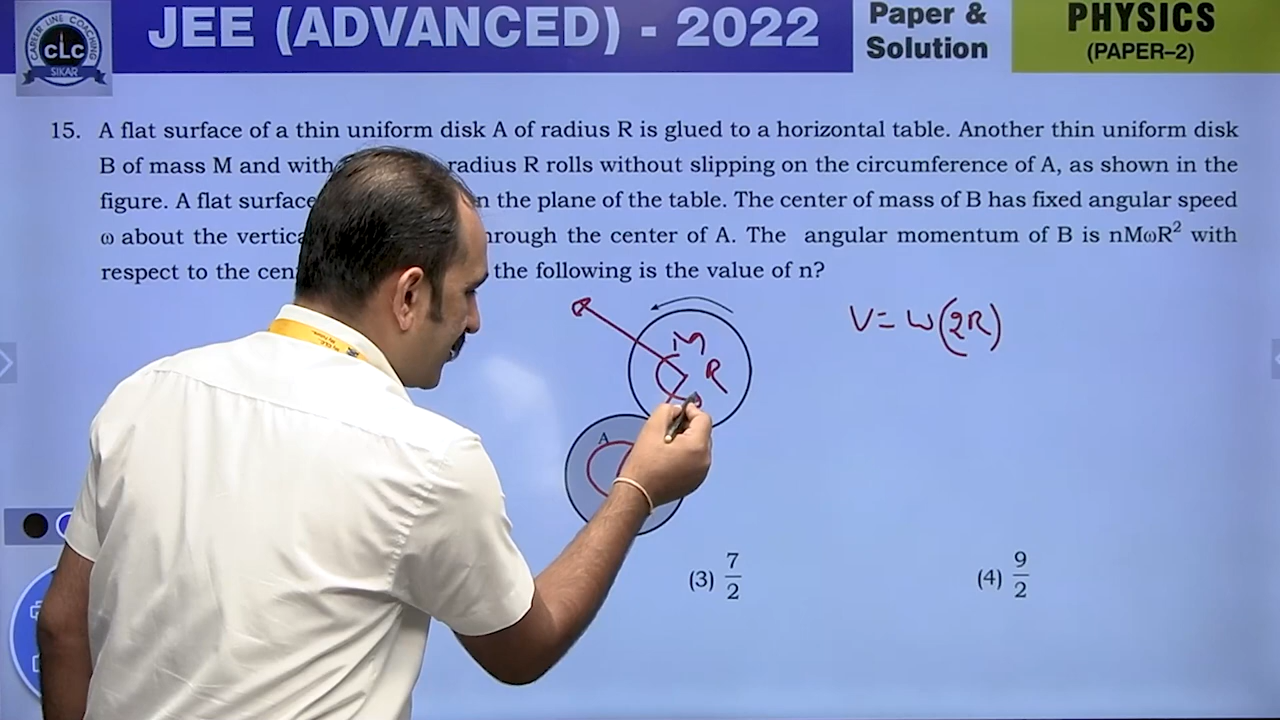 CAREER LINE COACHING
CLC
SIKAR
JEE (ADVANCED) - 2022
Paper &
Solution
PHYSICS
(PAPER–2)
15. A flat surface of a thin uniform disk A of radius R is glued to a horizontal table. Another thin uniform disk
B of mass M and with radius R rolls without slipping on the circumference of A, as shown in the
figure. A flat surface n the plane of the table. The center of mass of B has fixed angular speed
ω about the vertica hrough the center of A. The angular momentum of B is nMωR² with
respect to the cen the following is the value of n?
V = ω(2R)
M
R
A
(3) 7/2
(4) 9/2